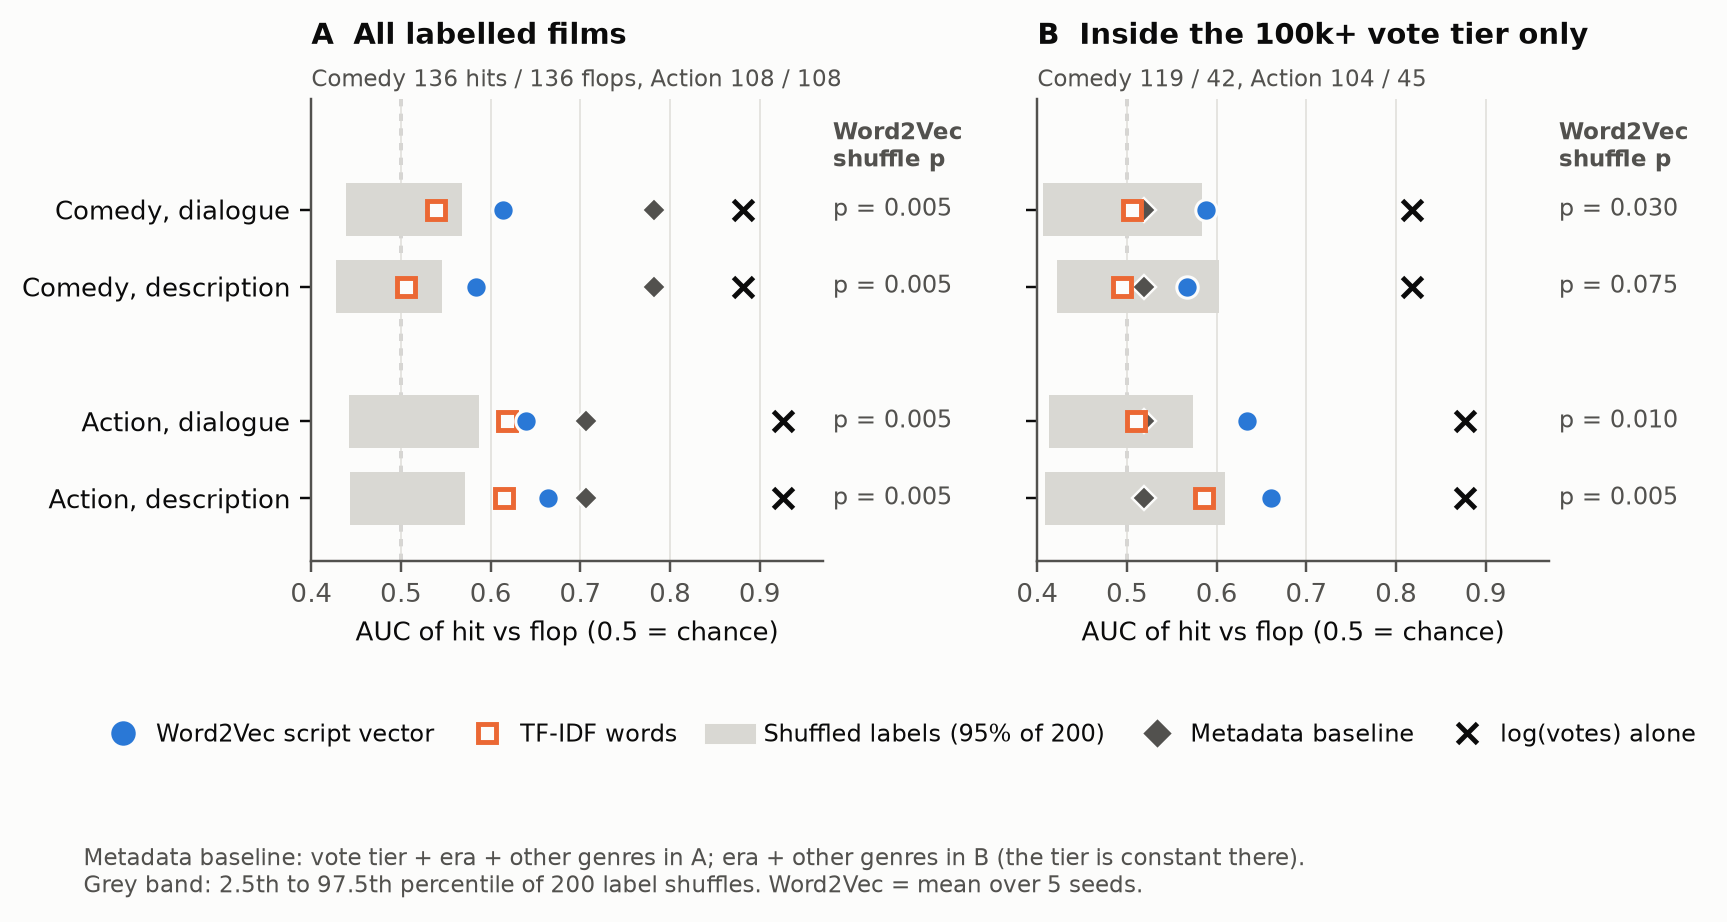 A All labelled films
Comedy 136 hits / 136 flops, Action 108 / 108
Word2Vec
shuffle p
Comedy, dialogue
p = 0.005
Comedy, description
p = 0.005
Action, dialogue
p = 0.005
Action, description
p = 0.005
0.4 0.5 0.6 0.7 0.8 0.9
AUC of hit vs flop (0.5 = chance)
B Inside the 100k+ vote tier only
Comedy 119 / 42, Action 104 / 45
Word2Vec
shuffle p
p = 0.030
p = 0.075
p = 0.010
p = 0.005
0.4 0.5 0.6 0.7 0.8 0.9
AUC of hit vs flop (0.5 = chance)
Word2Vec script vector TF-IDF words Shuffled labels (95% of 200) Metadata baseline log(votes) alone
Metadata baseline: vote tier + era + other genres in A; era + other genres in B (the tier is constant there).
Grey band: 2.5th to 97.5th percentile of 200 label shuffles. Word2Vec = mean over 5 seeds.